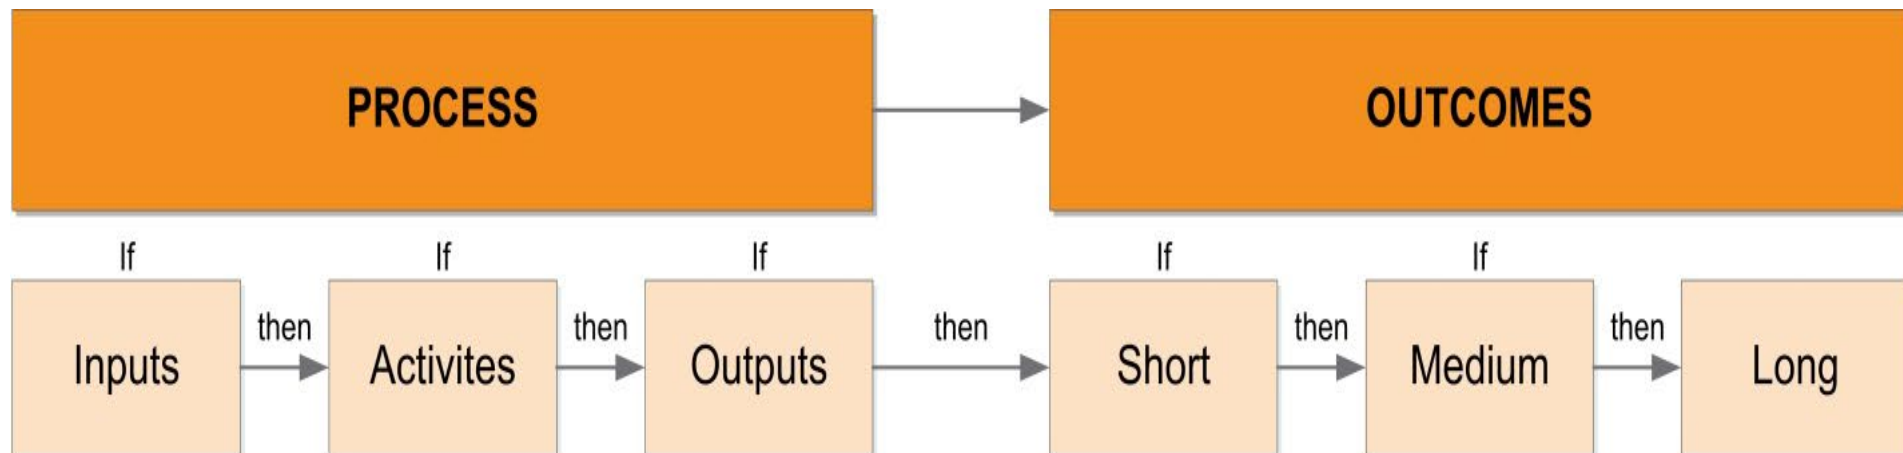 PROCESS
OUTCOMES
If
If
If
If
If
then
then
then
then
then
Inputs
Activites
Outputs
Short
Medium
Long